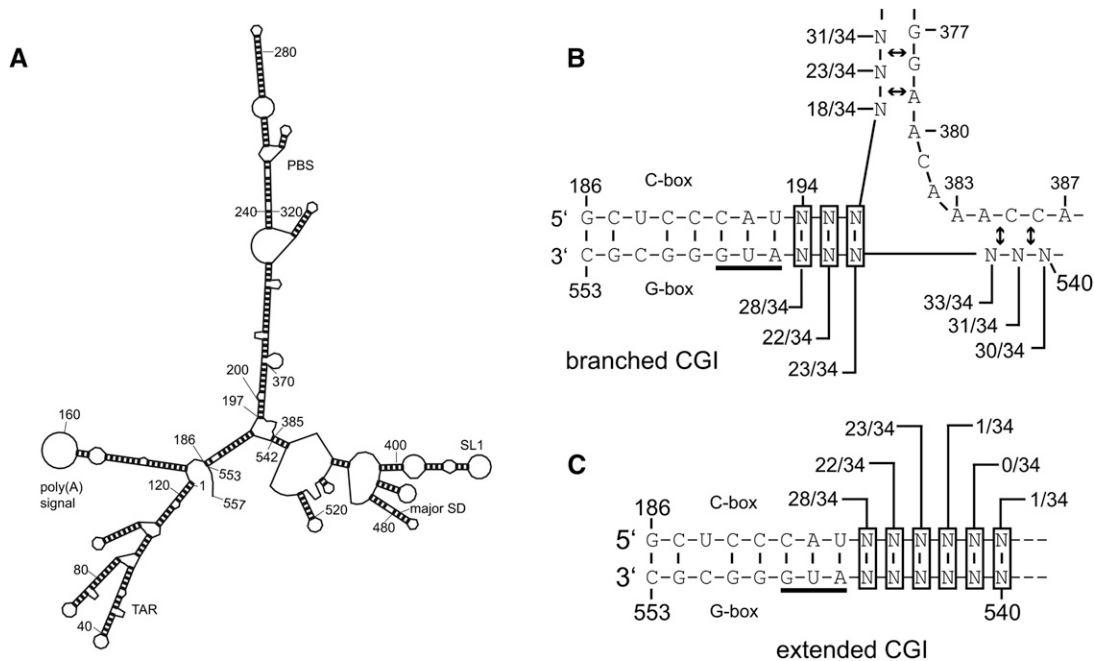 A
280
PBS
240 320
370
200
197
385
160
186
542
400
SL1
553
poly(A)
signal
120
1
557
520
major SD
480
80
TAR
40
B
31/34 N G 377
23/34 N G
18/34 N A
A 380
C
A
C-box
186 194 383 387
5' G C U C C C A U N N N A A C C A
3' C G C G G G U A N N N N N N
553 G-box 540
28/34 33/34
22/34 31/34
23/34 30/34
branched CGI
C
23/34 1/34
22/34 0/34
28/34 1/34
186 C-box
5' G C U C C C A U N N N N N N
3' C G C G G G U A N N N N N N
553 G-box 540
extended CGI